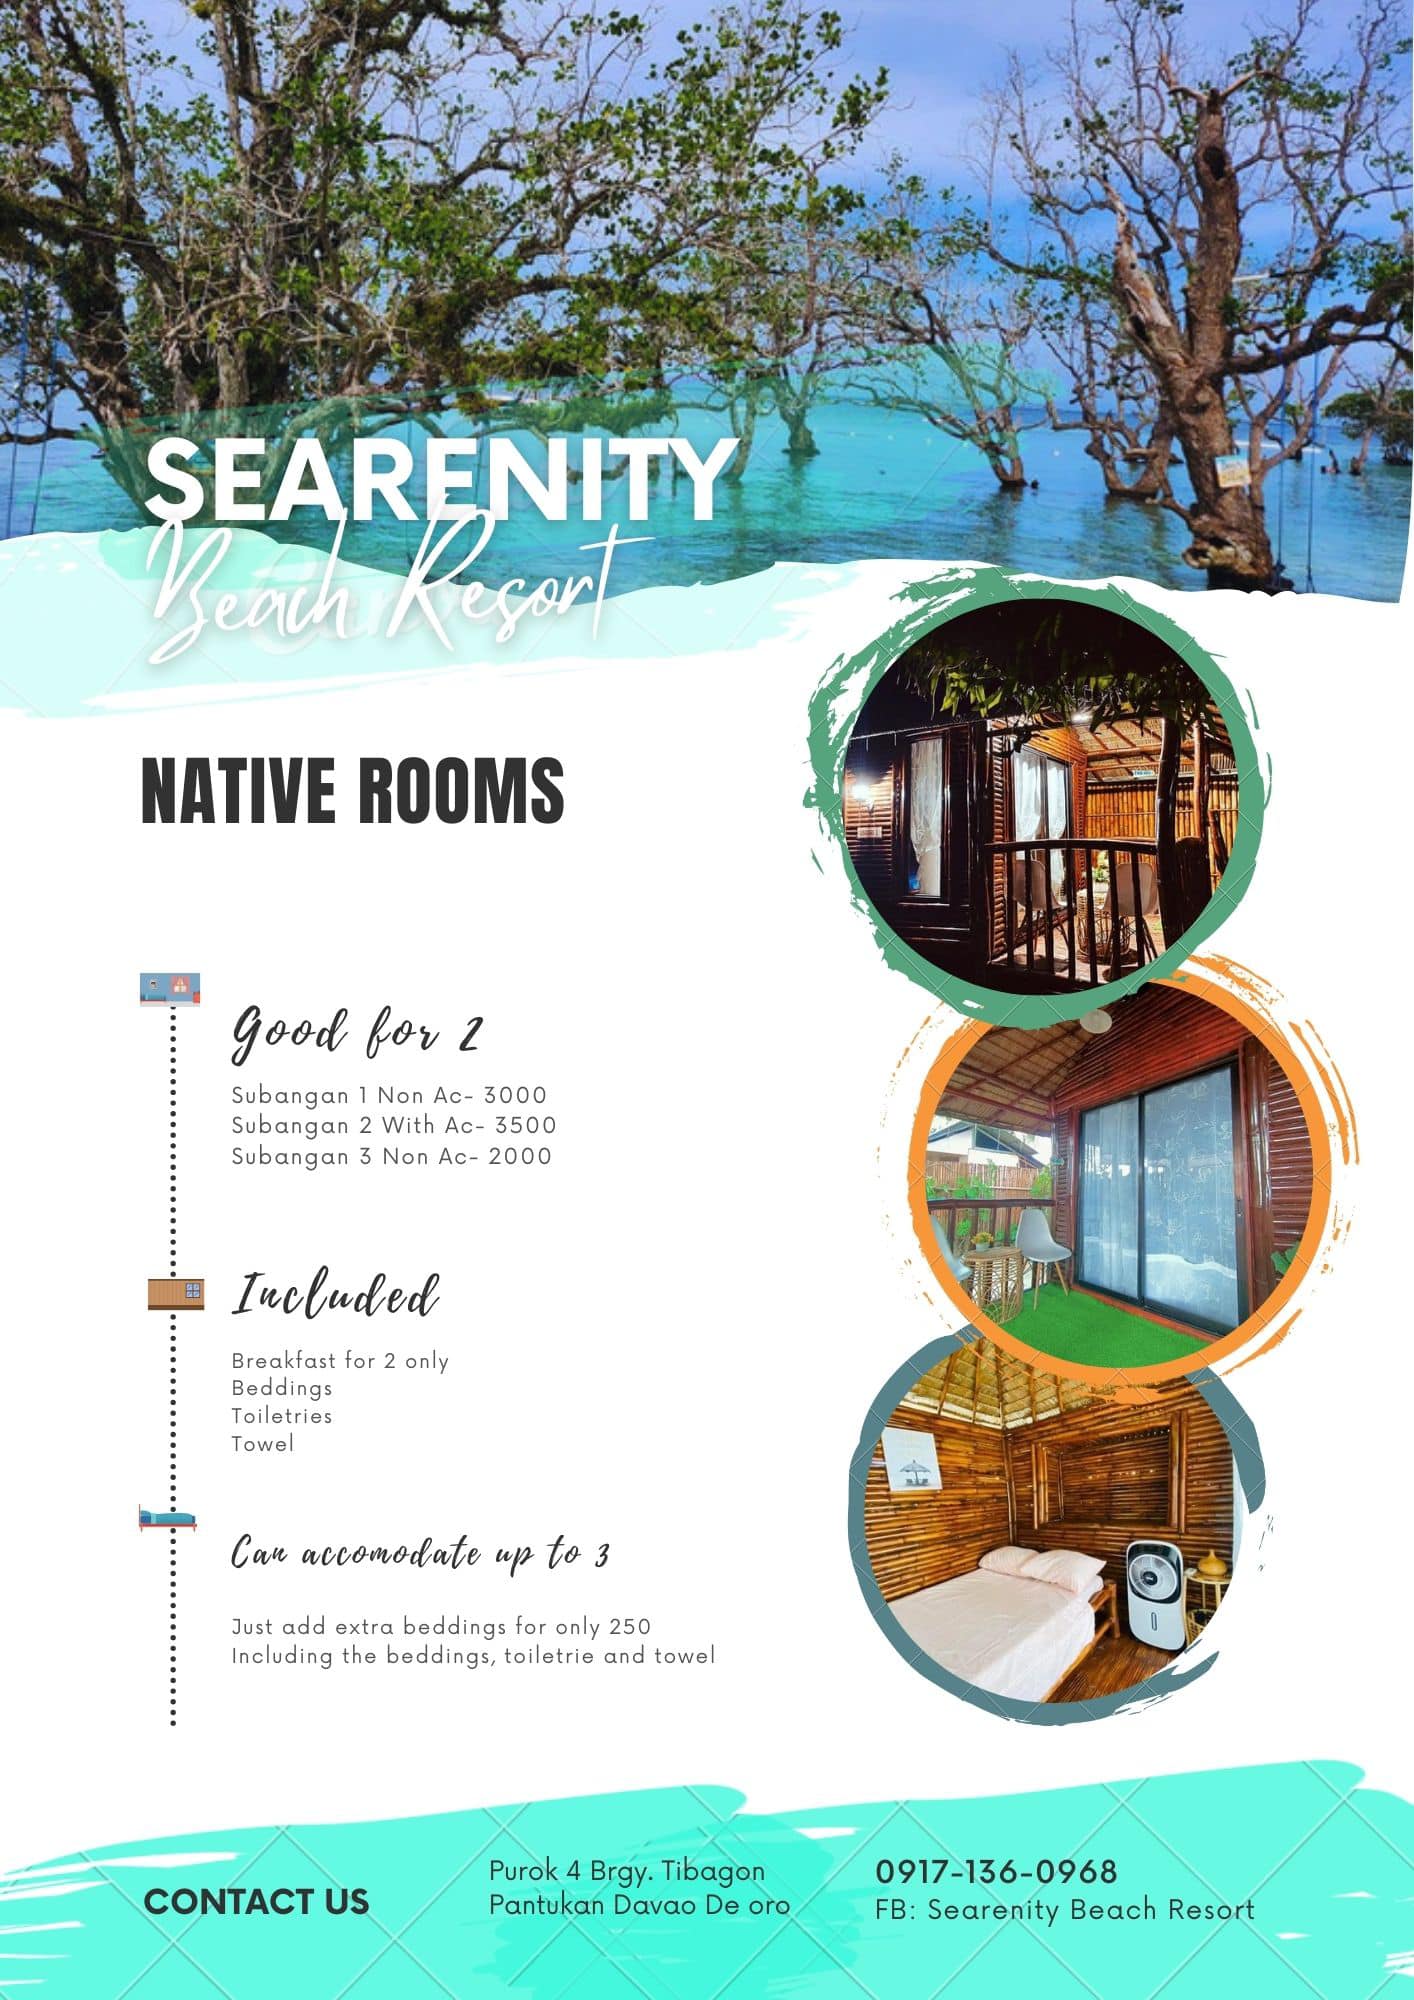 SEARENITY
Beach Resort
NATIVE ROOMS
Good for 2
Subangan 1 Non Ac- 3000
Subangan 2 With Ac- 3500
Subangan 3 Non Ac- 2000
Included
Breakfast for 2 only
Beddings
Toiletries
Towel
Can accomodate up to 3
Just add extra beddings for only 250
Including the beddings, toiletrie and towel
CONTACT US
Purok 4 Brgy. Tibagon
Pantukan Davao De oro
0917-136-0968
FB: Searenity Beach Resort